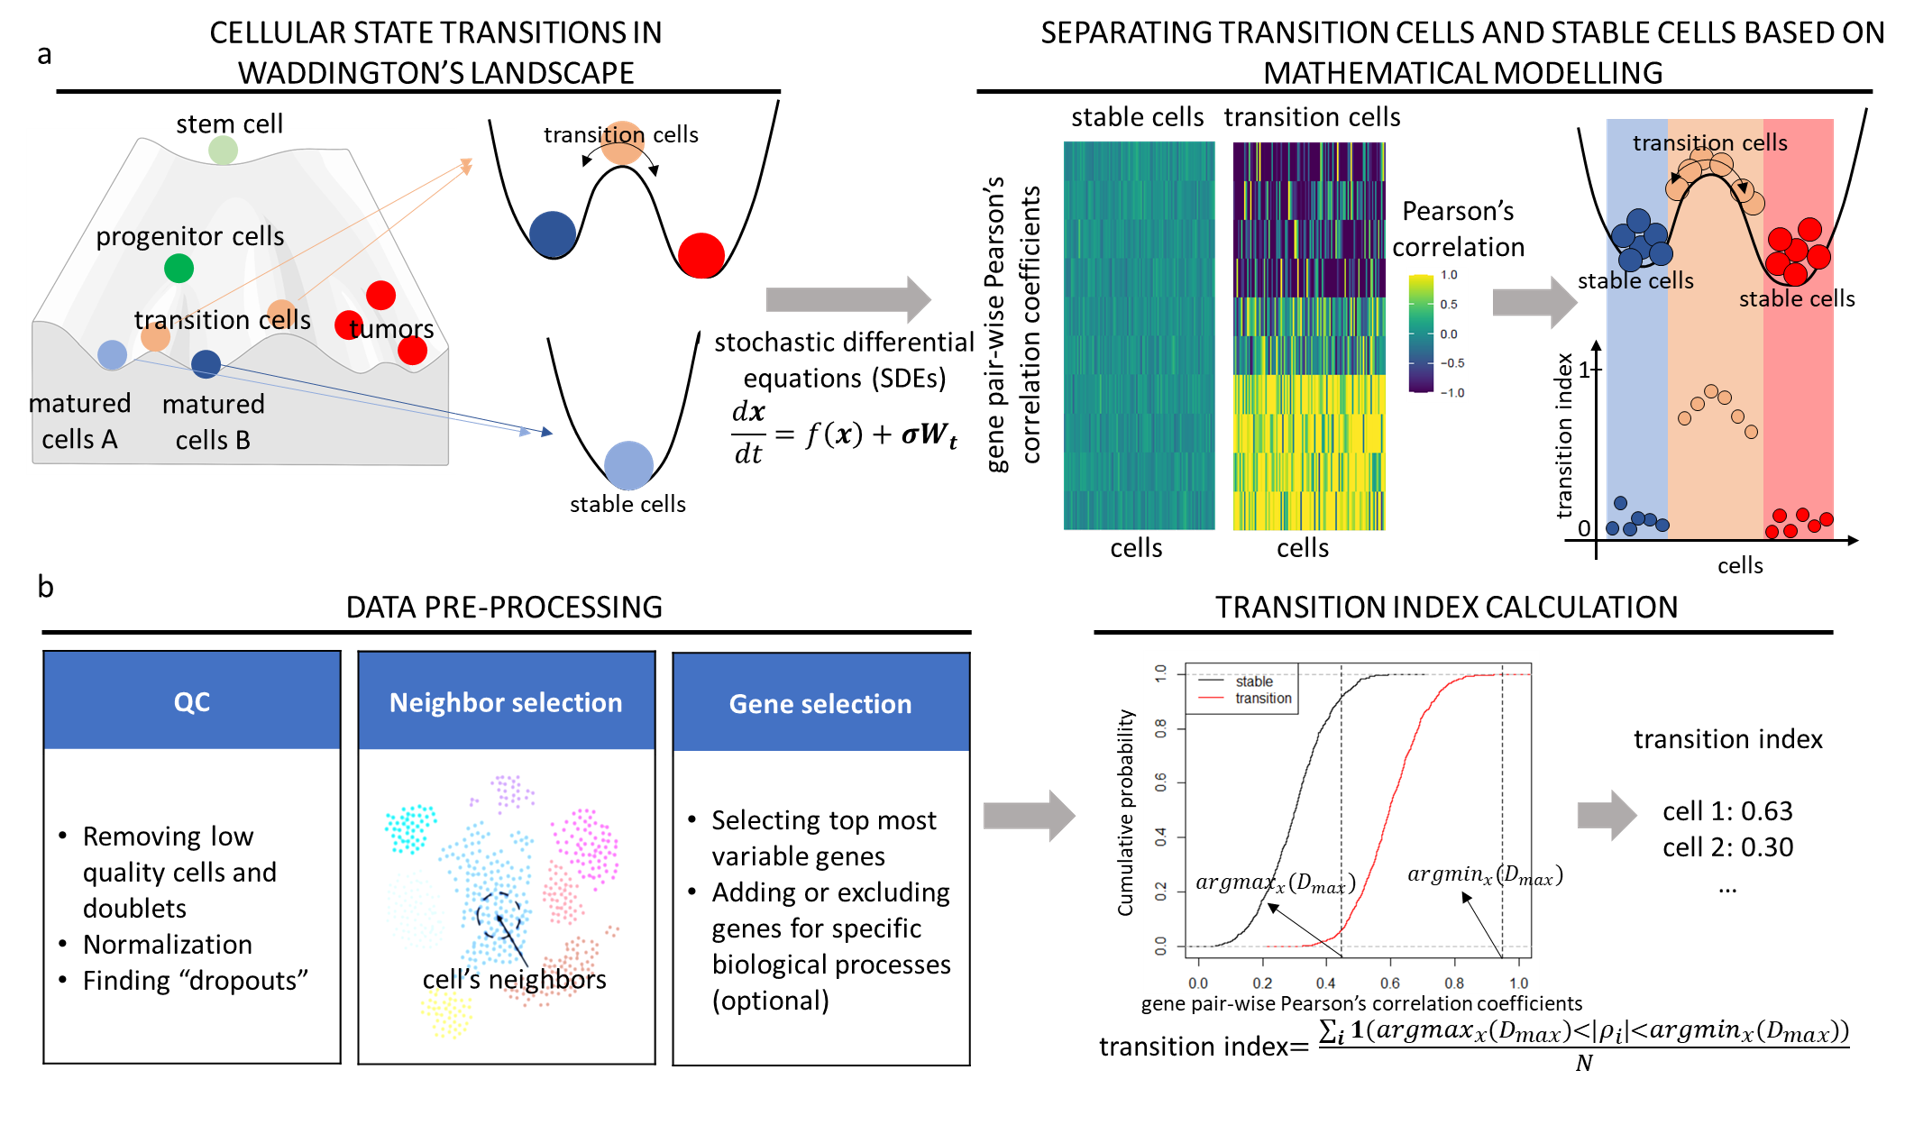 a
CELLULAR STATE TRANSITIONS IN
WADDINGTON'S LANDSCAPE
stem cell
progenitor cells
transition cells
tumors
matured
cells A
matured
cells B
transition cells
stable cells
stochastic differential
equations (SDEs)
dx/dt = f(x) + σW_t
SEPARATING TRANSITION CELLS AND STABLE CELLS BASED ON
MATHEMATICAL MODELLING
stable cells
transition cells
gene pair-wise Pearson's
correlation coefficients
cells
cells
Pearson's
correlation
1.0
0.5
0.0
−0.5
−1.0
transition cells
stable cells
stable cells
transition index
1
0
cells
b
DATA PRE-PROCESSING
QC
• Removing low
quality cells and
doublets
• Normalization
• Finding “dropouts”
Neighbor selection
cell's neighbors
Gene selection
• Selecting top most
variable genes
• Adding or excluding
genes for specific
biological processes
(optional)
TRANSITION INDEX CALCULATION
stable
transition
Cumulative probability
1.0
0.8
0.6
0.4
0.2
0.0
argmax_x(D_max)
argmin_x(D_max)
0.0 0.2 0.4 0.6 0.8 1.0
gene pair-wise Pearson's correlation coefficients
transition index= ∑_i 1(argmax_x(D_max)<|ρ_i|<argmin_x(D_max)) / N
transition index
cell 1: 0.63
cell 2: 0.30
...